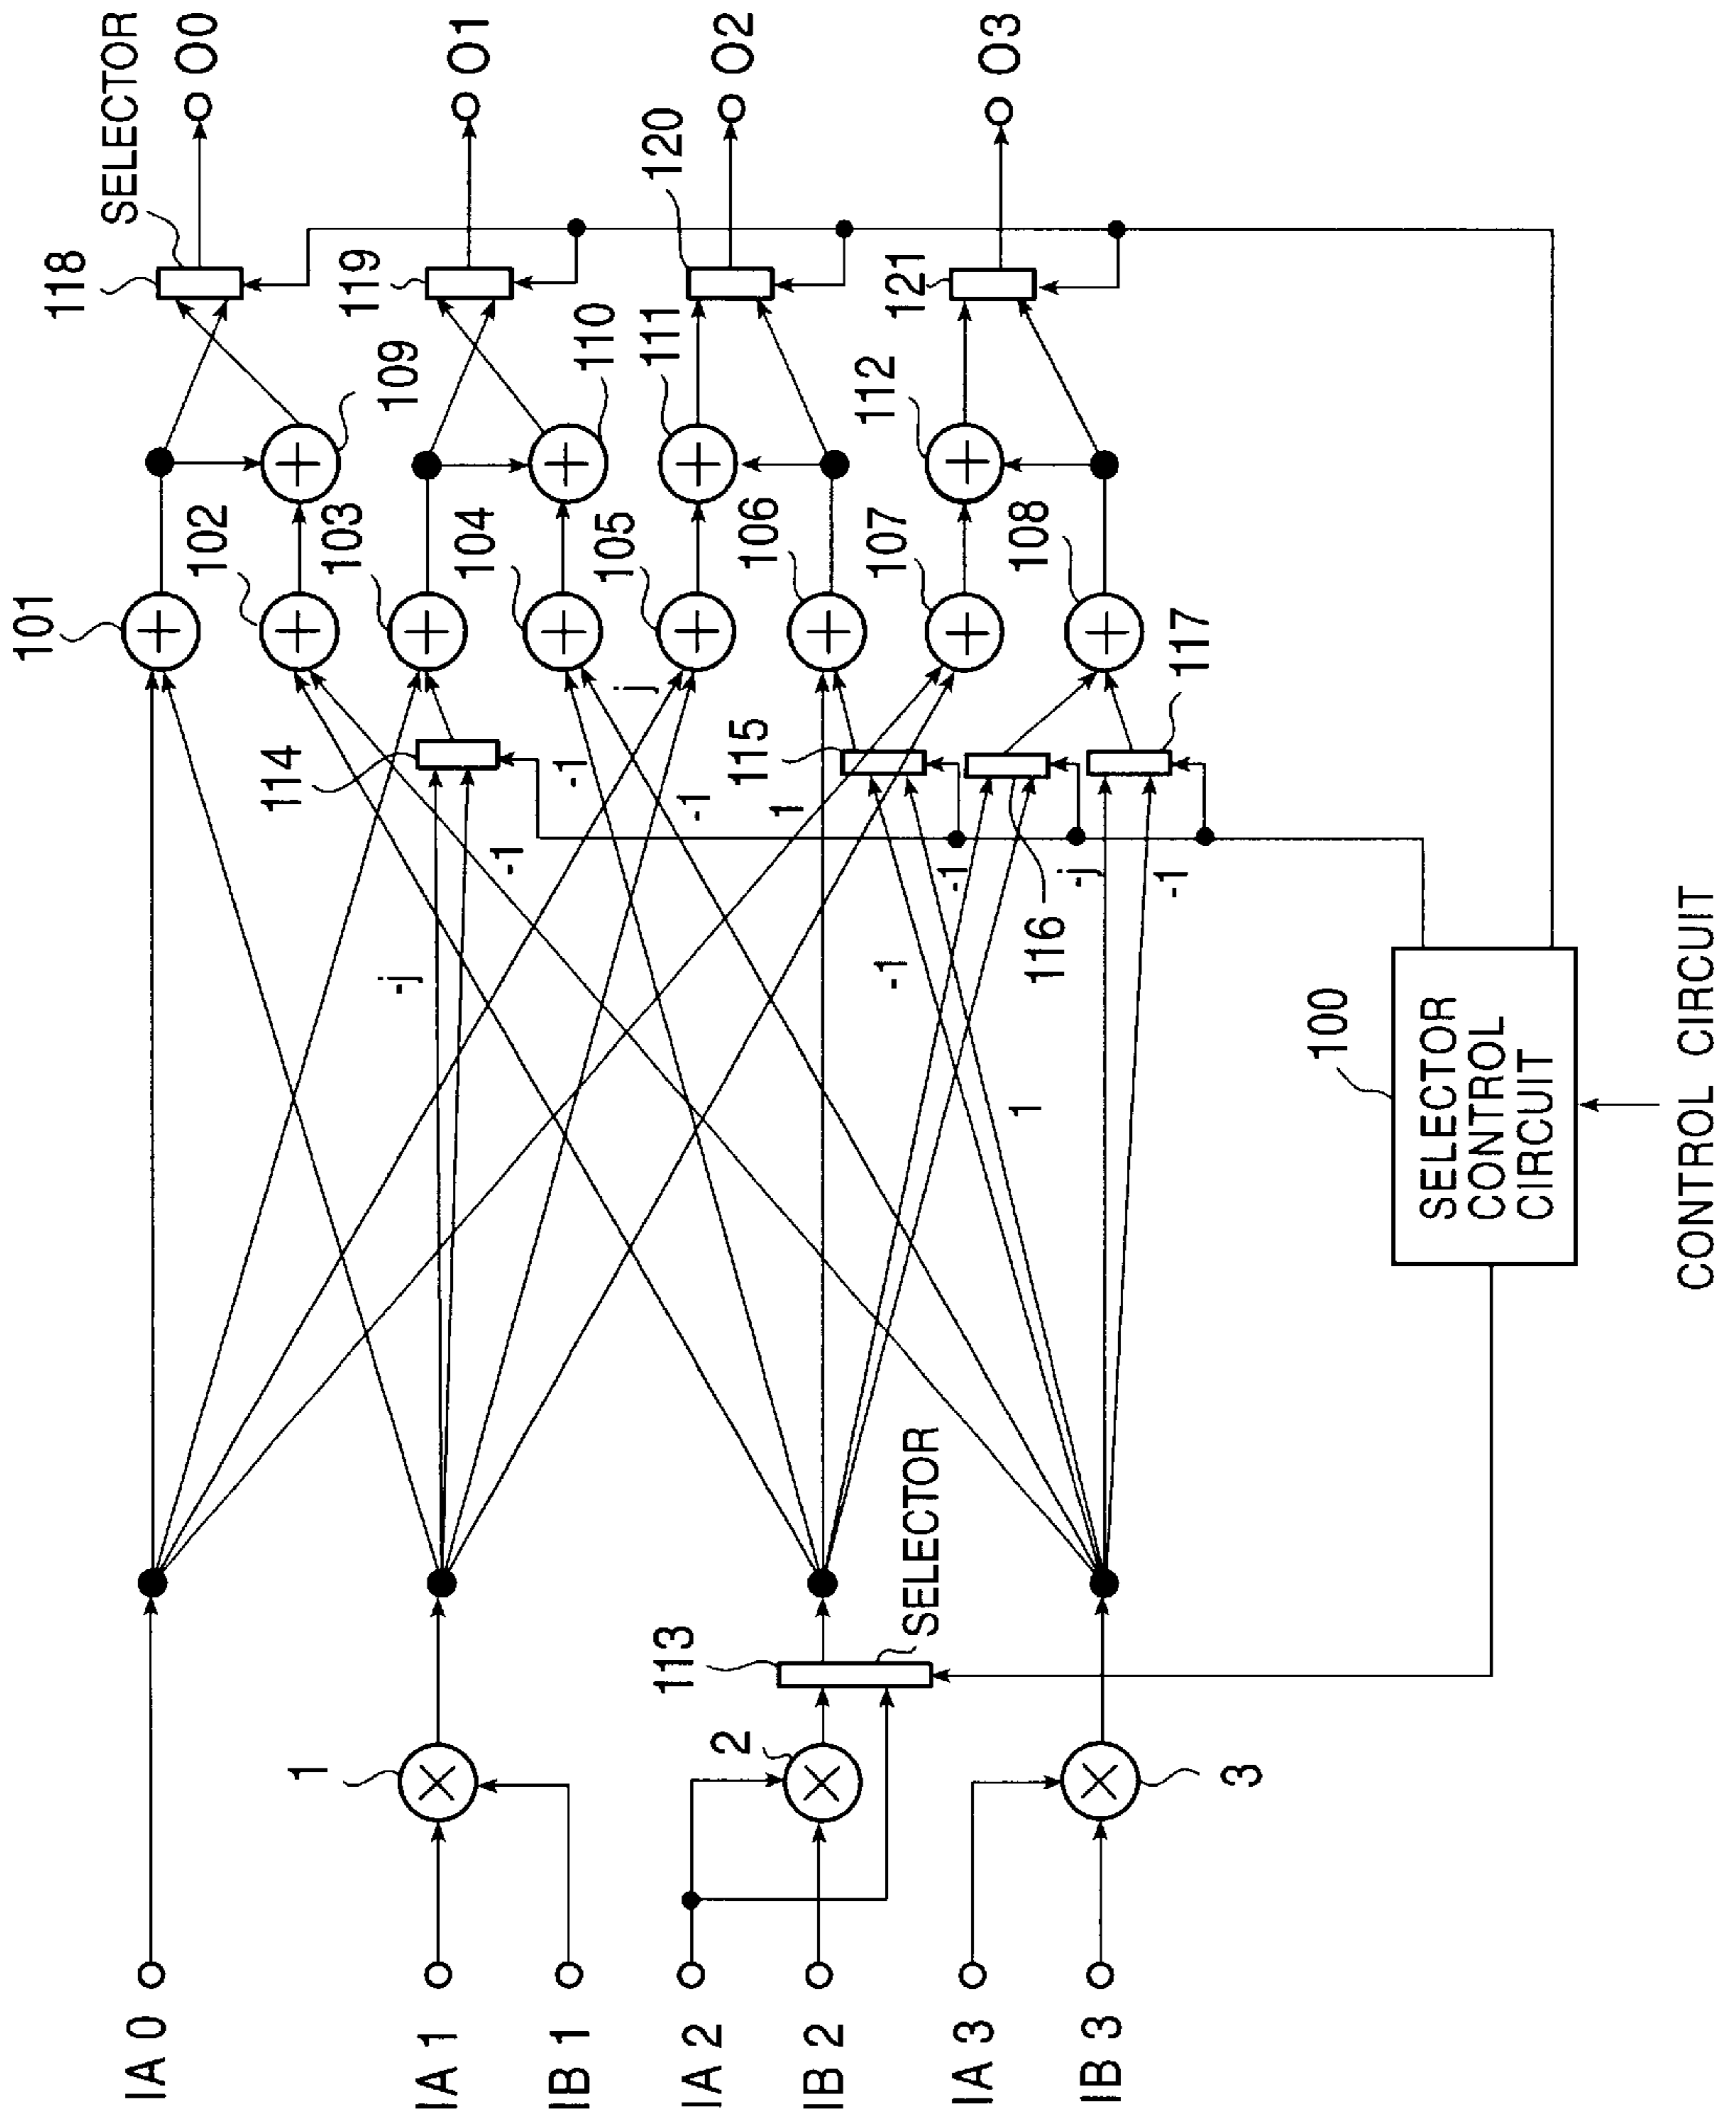 IA 0
IA 1
IB 1
IA 2
IB 2
IA 3
IB 3
1
2
3
113
SELECTOR
-j
-1
-1
-1
j
1
-1
1
-1
-j
-1
114
115
116
117
101
102
103
104
105
106
107
108
109
110
111
112
118
SELECTOR
119
120
121
O0
O1
O2
O3
100
SELECTOR
CONTROL
CIRCUIT
CONTROL CIRCUIT